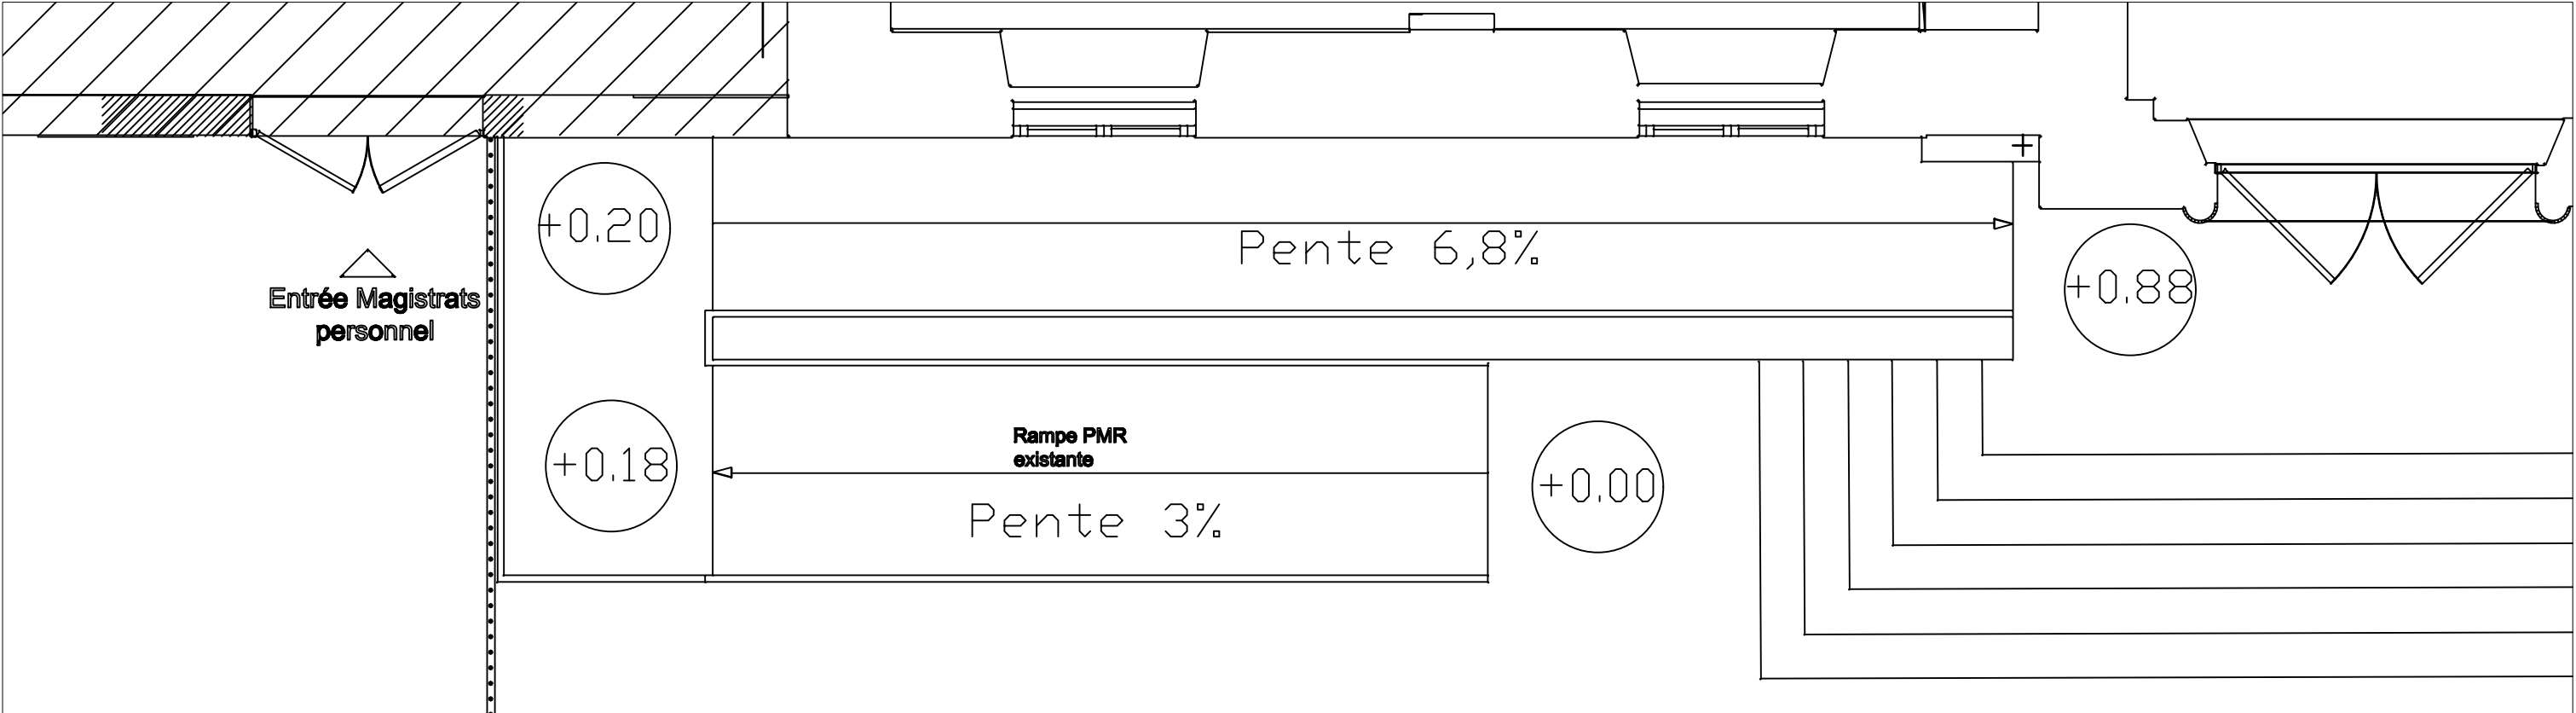 +0.20
Pente 6,8%
+0.88
Entrée Magistrats
personnel
Rampe PMR
existante
+0.18
+0.00
Pente 3%